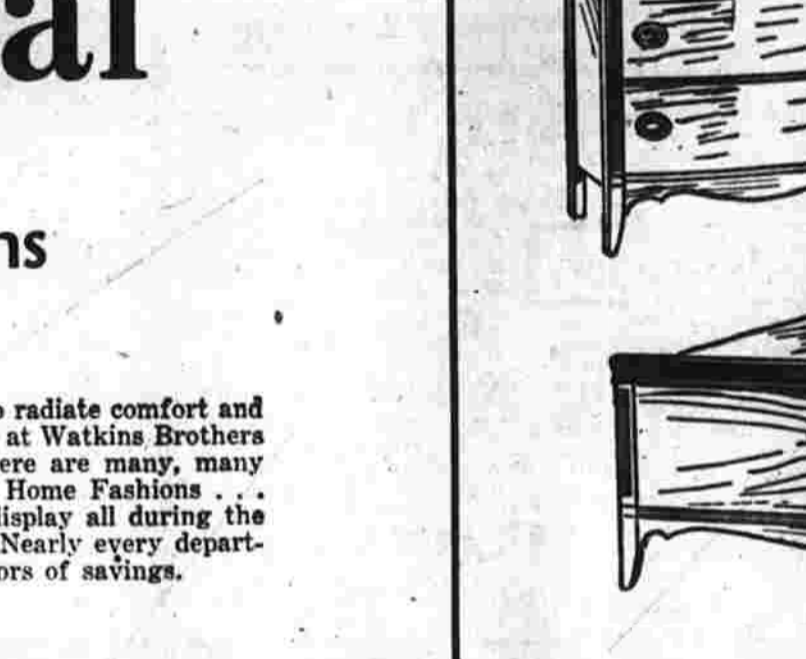 al
ns
o radiate comfort and
at Watkins Brothers
ere are many, many
Home Fashions . . .
display all during the
Nearly every depart-
ors of savings.